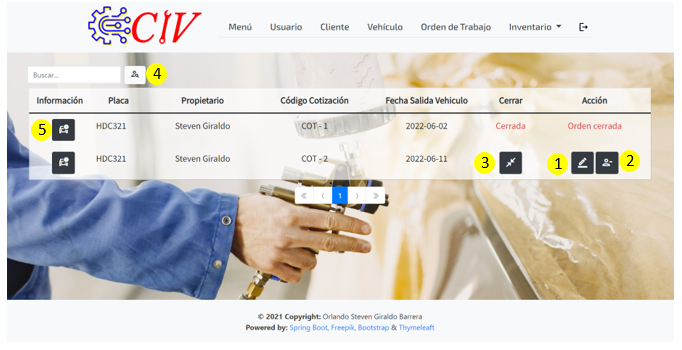 CIV
Menú Usuario Cliente Vehículo Orden de Trabajo Inventario
Buscar... 4
Información Placa Propietario Código Cotización Fecha Salida Vehiculo Cerrar Acción
5 HDC321 Steven Giraldo COT - 1 2022-06-02 Cerrada Orden cerrada
HDC321 Steven Giraldo COT - 2 2022-06-11 3 1 2
« ⟨ 1 ⟩ »
© 2021 Copyright: Orlando Steven Giraldo Barrera
Powered by: Spring Boot, Freepik, Bootstrap & Thymeleaft